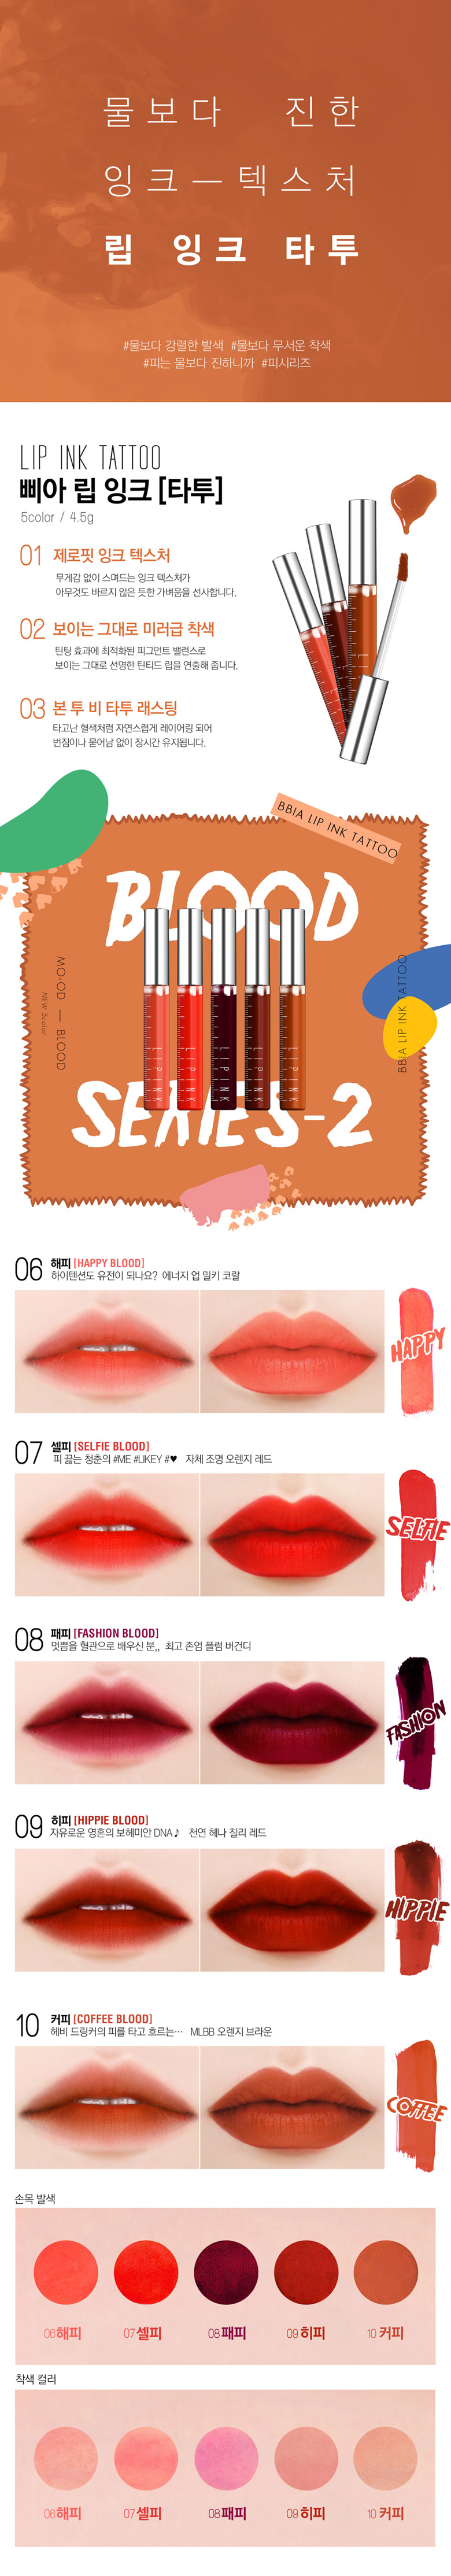 물보다 진한
잉크—텍스처
립 잉크 타투
#물보다 강렬한 발색 #물보다 무서운 착색
#피는 물보다 진하니까 #피시리즈
LIP INK TATTOO
삐아 립 잉크 [타투]
5color / 4.5g
01 제로핏 잉크 텍스처
무게감 없이 스며드는 잉크 텍스처가
아무것도 바르지 않은 듯한 가벼움을 선사합니다.
02 보이는 그대로 미러급 착색
틴팅 효과에 최적화된 피그먼트 밸런스로
보이는 그대로 선명한 틴티드 립을 연출해 줍니다.
03 본 투 비 타투 래스팅
타고난 혈색처럼 자연스럽게 레이어링 되어
번짐이나 묻어남 없이 장시간 유지됩니다.
BBIA LIP INK TATTOO
BLOOD
MO-OD — BLOOD
NEW 5color
BBIA LIP INK TATTOO
LIP INK
LIP INK
LIP INK
LIP INK
LIP INK
SERIES-2
06 해피 [HAPPY BLOOD]
하이텐션도 유전이 되나요? 에너지 업 밀키 코랄
HAPPY
07 셀피 [SELFIE BLOOD]
피 끓는 청춘의 #ME #LIKEY #♥ 자체 조명 오렌지 레드
SELFIE
08 패피 [FASHION BLOOD]
멋쁨을 혈관으로 배우신 분,, 최고 존엄 플럼 버건디
FASHION
09 히피 [HIPPIE BLOOD]
자유로운 영혼의 보헤미안 DNA♪ 천연 헤나 칠리 레드
HIPPIE
10 커피 [COFFEE BLOOD]
헤비 드링커의 피를 타고 흐르는… MLBB 오렌지 브라운
COFFEE
손목 발색
06해피 07셀피 08패피 09히피 10 커피
착색 컬러
06해피 07셀피 08패피 09히피 10 커피